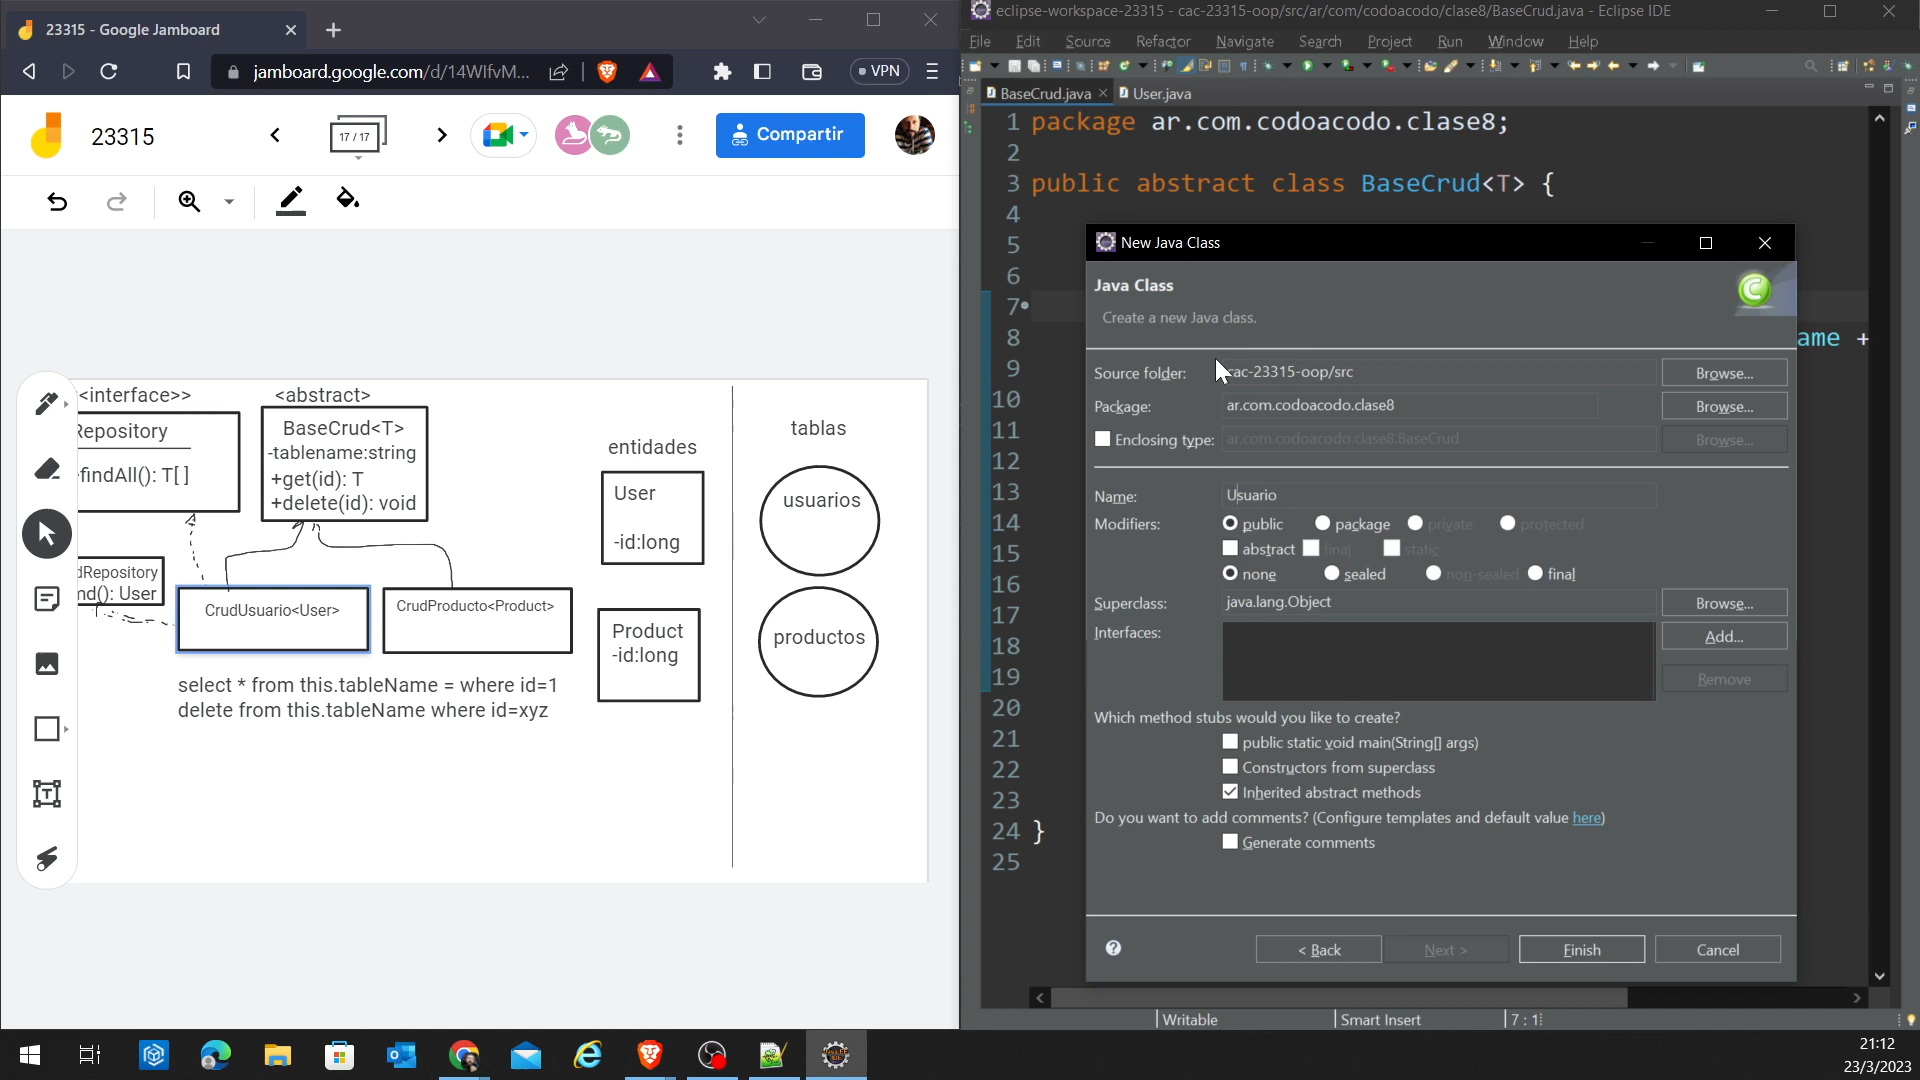 23315 - Google Jamboard
jamboard.google.com/d/14WIfvM...
VPN
23315
17 / 17
Compartir
<interface>>
Repository
findAll(): T[ ]
<abstract>
BaseCrud<T>
-tablename:string
+get(id): T
+delete(id): void
entidades
User
-id:long
Product
-id:long
tablas
usuarios
productos
dRepository
nd(): User
CrudUsuario<User>
CrudProducto<Product>
select * from this.tableName = where id=1
delete from this.tableName where id=xyz
eclipse-workspace-23315 - cac-23315-oop/src/ar/com/codoacodo/clase8/BaseCrud.java - Eclipse IDE
File Edit Source Refactor Navigate Search Project Run Window Help
BaseCrud.java
User.java
1 package ar.com.codoacodo.clase8;
2
3 public abstract class BaseCrud<T> {
4
5
6
7
8 ame +
9
10
11
12
13
14
15
16
17
18
19
20
21
22
23
24 }
25
New Java Class
Java Class
Create a new Java class.
Source folder: cac-23315-oop/src Browse...
Package: ar.com.codoacodo.clase8 Browse...
Enclosing type: ar.com.codoacodo.clase8.BaseCrud Browse...
Name: Usuario
Modifiers: public package private protected
abstract final static
none sealed non-sealed final
Superclass: java.lang.Object Browse...
Interfaces: Add...
Remove
Which method stubs would you like to create?
public static void main(String[] args)
Constructors from superclass
Inherited abstract methods
Do you want to add comments? (Configure templates and default value here)
Generate comments
< Back Next > Finish Cancel
Writable Smart Insert 7 : 1
21:12
23/3/2023